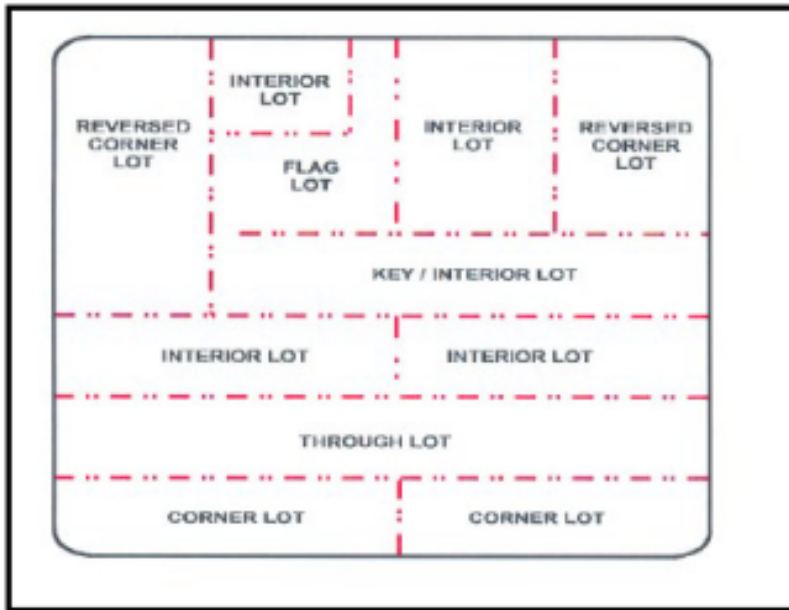 INTERIOR
LOT
REVERSED
CORNER
LOT
FLAG
LOT
INTERIOR
LOT
REVERSED
CORNER
LOT
KEY / INTERIOR LOT
INTERIOR LOT
INTERIOR LOT
THROUGH LOT
CORNER LOT
CORNER LOT